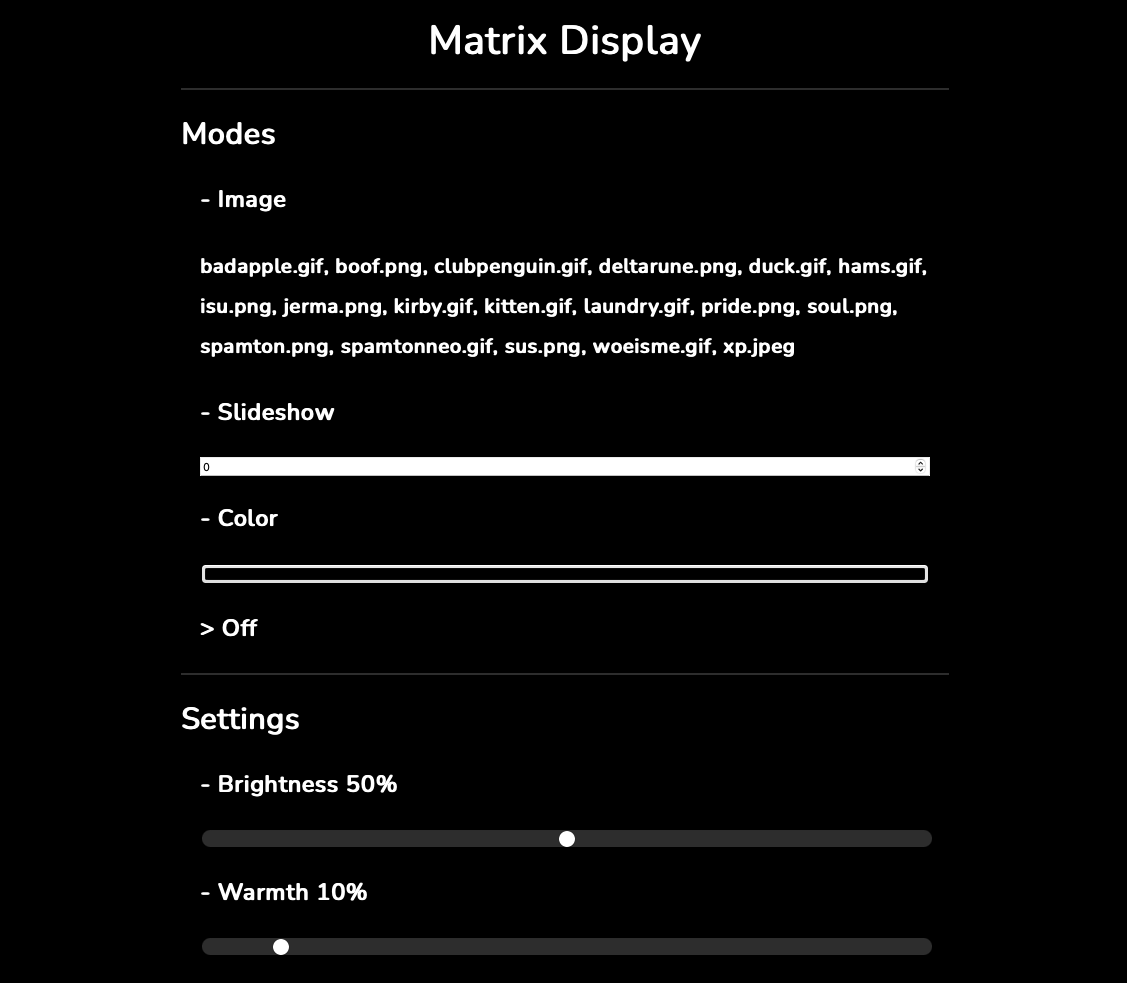 Matrix Display
Modes
- Image
badapple.gif, boof.png, clubpenguin.gif, deltarune.png, duck.gif, hams.gif,
isu.png, jerma.png, kirby.gif, kitten.gif, laundry.gif, pride.png, soul.png,
spamton.png, spamtonneo.gif, sus.png, woeisme.gif, xp.jpeg
- Slideshow
0
- Color
> Off
Settings
- Brightness 50%
- Warmth 10%